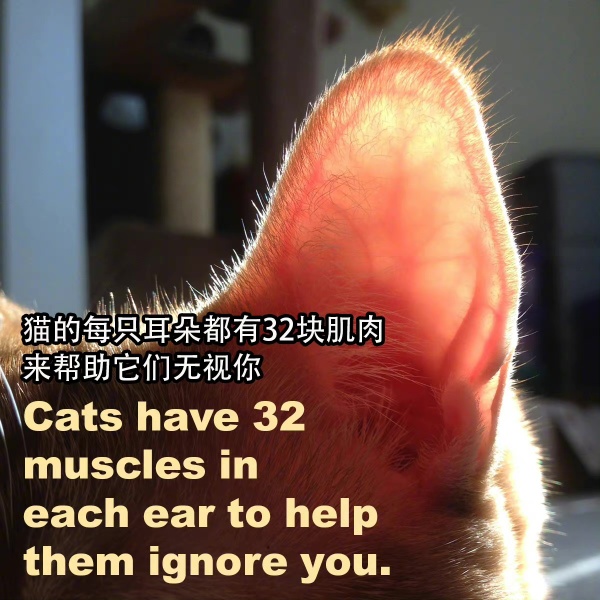 猫的每只耳朵都有32块肌肉
来帮助它们无视你
Cats have 32
muscles in
each ear to help
them ignore you.